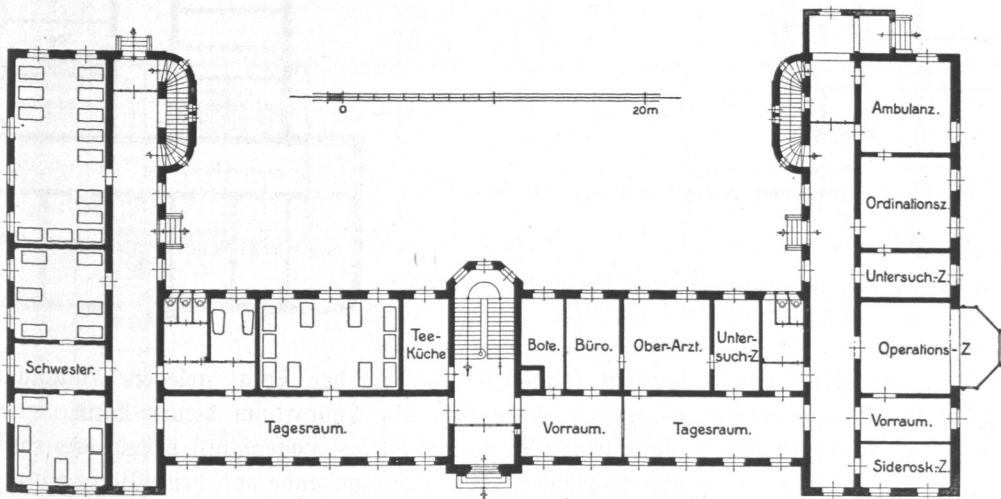 Ambulanz.
0
20m
Ordinationsz.
Untersuch-Z
Tee-
Küche
Bote.
Büro.
Ober-Arzt.
Unter-
such-Z.
Operations-Z
Schwester.
Tagesraum.
Vorraum.
Tagesraum.
Vorraum.
Siderosk-Z.